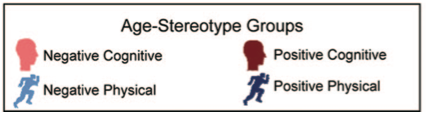 Age-Stereotype Groups
Negative Cognitive Positive Cognitive
Negative Physical Positive Physical